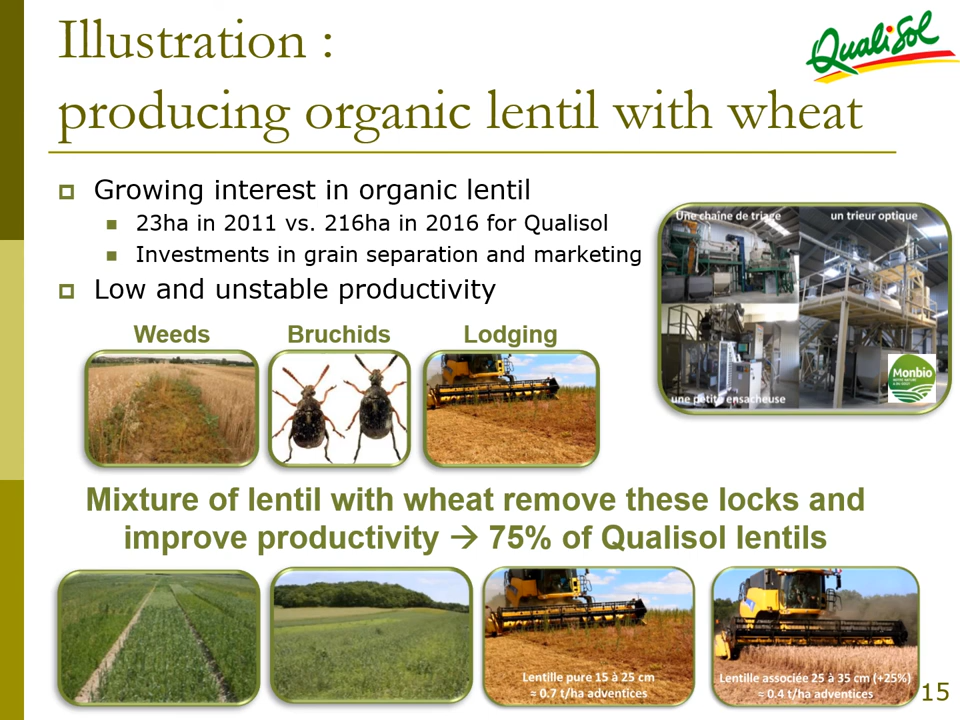 Illustration :
producing organic lentil with wheat
QualiSol
Growing interest in organic lentil
23ha in 2011 vs. 216ha in 2016 for Qualisol
Investments in grain separation and marketing
Low and unstable productivity
Une chaîne de triage
un trieur optique
une petite ensacheuse
Monbio
Weeds
Bruchids
Lodging
Mixture of lentil with wheat remove these locks and
improve productivity → 75% of Qualisol lentils
Lentille pure 15 à 25 cm
≈ 0.7 t/ha adventices
Lentille associée 25 à 35 cm (+25%)
≈ 0.4 t/ha adventices
15